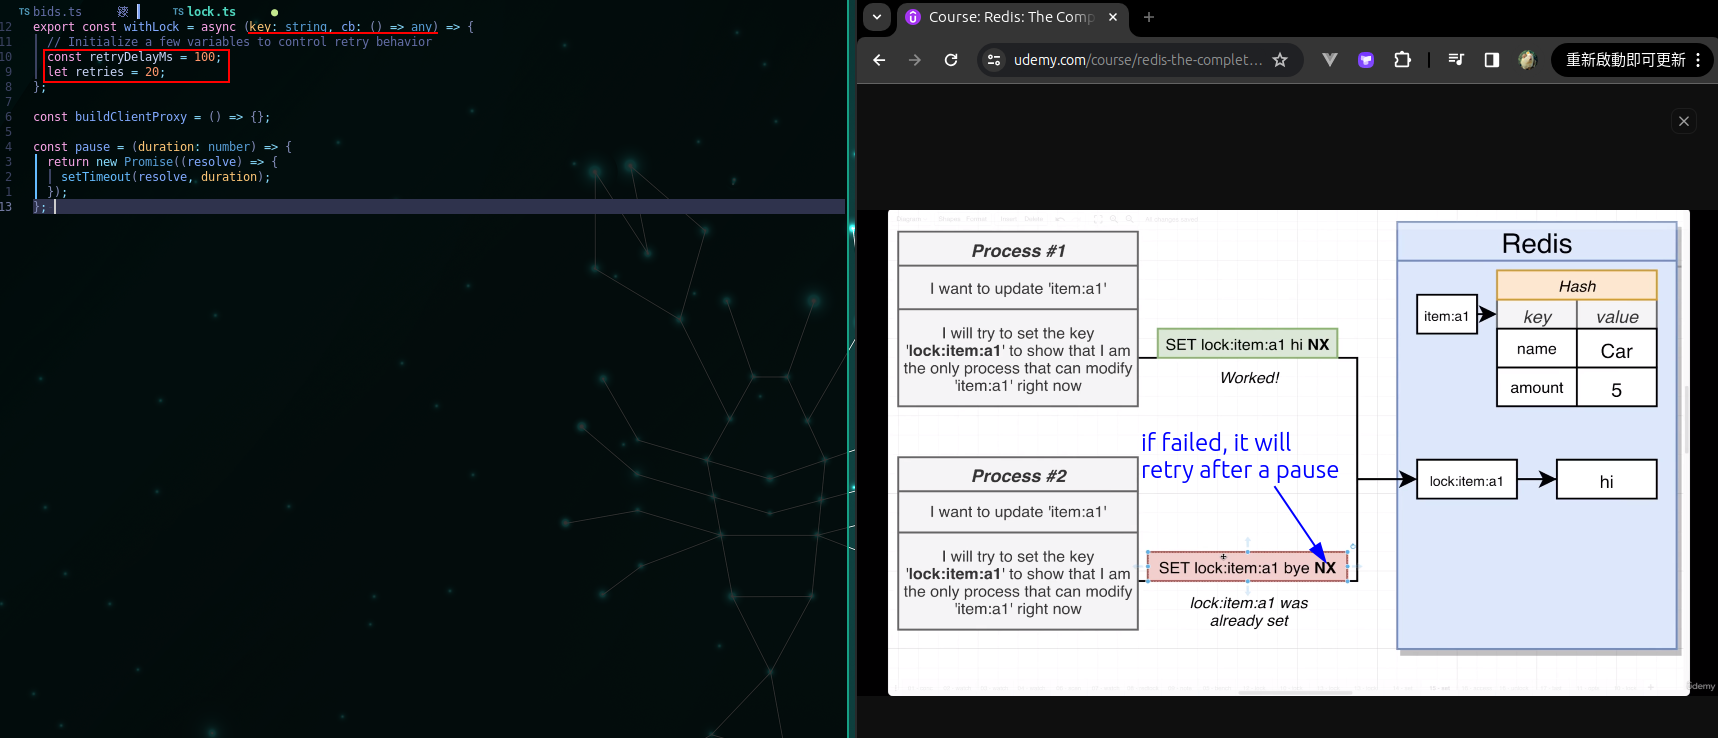 TS bids.ts
TS lock.ts
12 export const withLock = async (key: string, cb: () => any) => {
11 // Initialize a few variables to control retry behavior
10 const retryDelayMs = 100;
9 let retries = 20;
8 };
7
6 const buildClientProxy = () => {};
5
4 const pause = (duration: number) => {
3 return new Promise((resolve) => {
2 setTimeout(resolve, duration);
1 });
13 };
Course: Redis: The Comp
udemy.com/course/redis-the-complet...
重新啟動即可更新
Process #1
I want to update 'item:a1'
I will try to set the key
'lock:item:a1' to show that I am
the only process that can modify
'item:a1' right now
SET lock:item:a1 hi NX
Worked!
if failed, it will
retry after a pause
Process #2
I want to update 'item:a1'
I will try to set the key
'lock:item:a1' to show that I am
the only process that can modify
'item:a1' right now
SET lock:item:a1 bye NX
lock:item:a1 was
already set
Redis
Hash
item:a1
key value
name Car
amount 5
lock:item:a1
hi